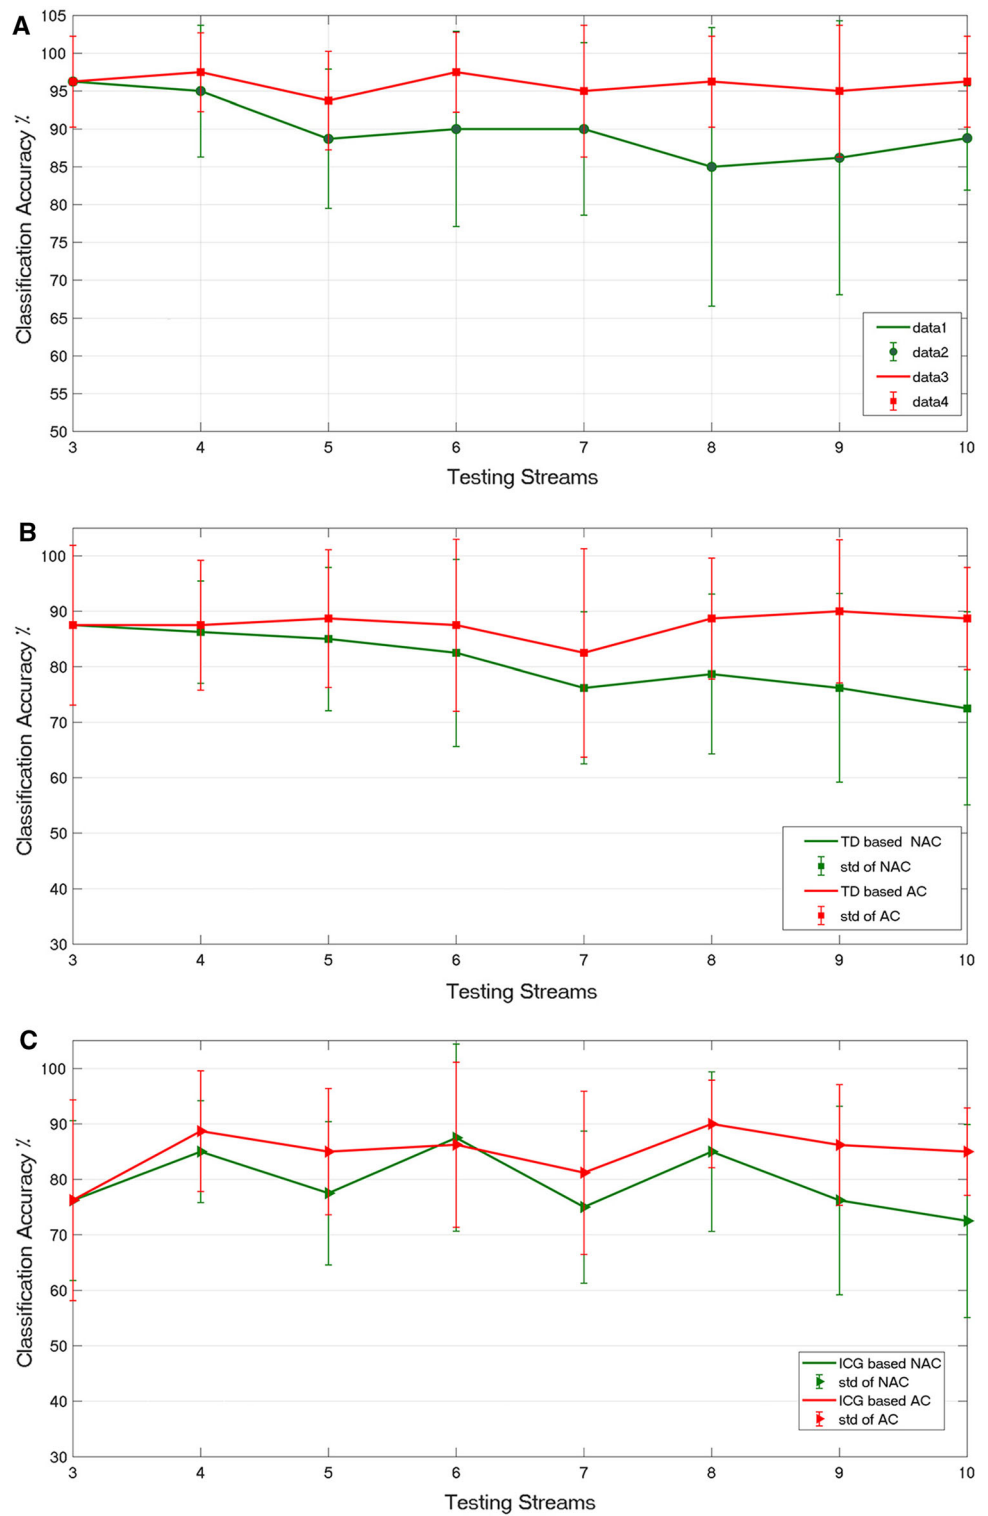 A
Classification Accuracy %
105
100
95
90
85
80
75
70
65
60
55
50
data1
data2
data3
data4
3 4 5 6 7 8 9 10
Testing Streams
B
Classification Accuracy %
100
90
80
70
60
50
40
30
TD based NAC
std of NAC
TD based AC
std of AC
3 4 5 6 7 8 9 10
Testing Streams
C
Classification Accuracy %
100
90
80
70
60
50
40
30
ICG based NAC
std of NAC
ICG based AC
std of AC
3 4 5 6 7 8 9 10
Testing Streams